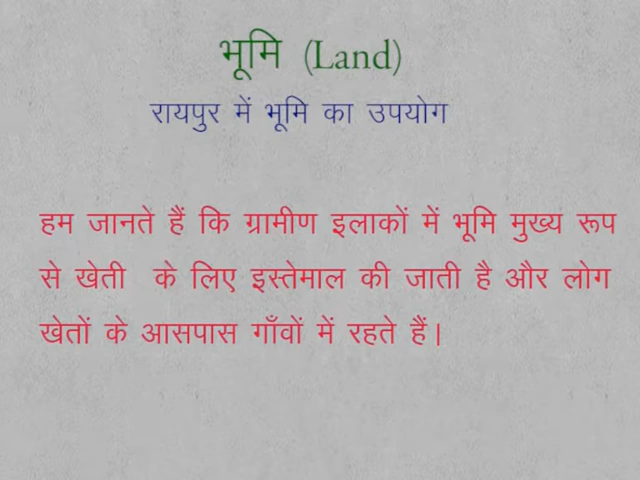 भूमि (Land)
रायपुर में भूमि का उपयोग
हम जानते हैं कि ग्रामीण इलाकों में भूमि मुख्य रूप
से खेती के लिए इस्तेमाल की जाती है और लोग
खेतों के आसपास गाँवों में रहते हैं।